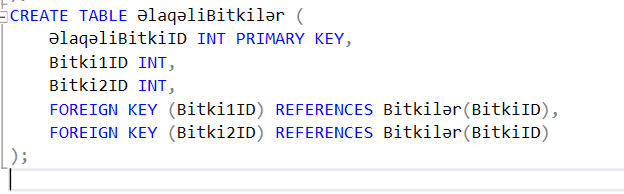 CREATE TABLE ƏlaqəliBitkilər (
ƏlaqəliBitkiID INT PRIMARY KEY,
Bitki1ID INT,
Bitki2ID INT,
FOREIGN KEY (Bitki1ID) REFERENCES Bitkilər(BitkiID),
FOREIGN KEY (Bitki2ID) REFERENCES Bitkilər(BitkiID)
);